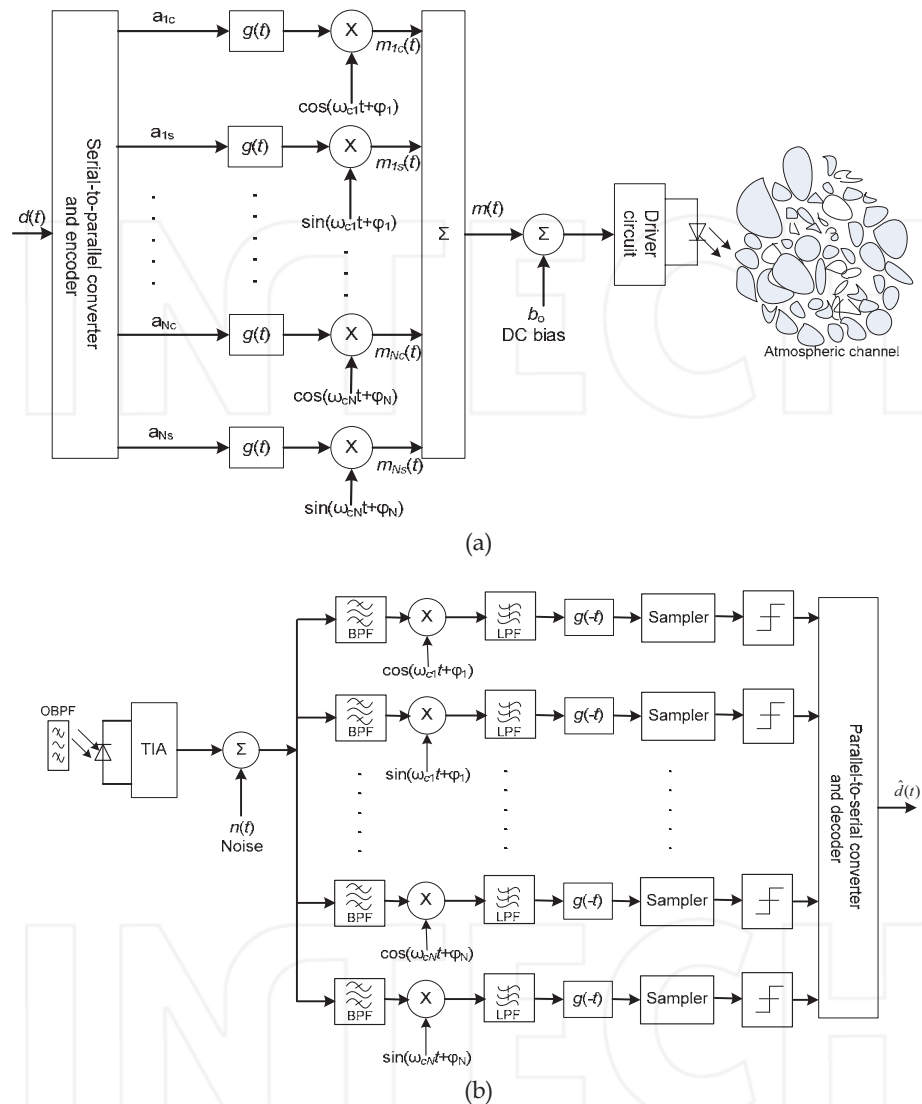 a1c
g(t)
X
m1c(t)
cos(ωc1t+φ1)
a1s
g(t)
X
m1s(t)
sin(ωc1t+φ1)
d(t)
Serial-to-parallel converter
and encoder
Σ
m(t)
Σ
bo
DC bias
Driver
circuit
Atmospheric channel
aNc
g(t)
X
mNc(t)
cos(ωcNt+φN)
aNs
g(t)
X
mNs(t)
sin(ωcNt+φN)
(a)
OBPF
TIA
Σ
n(t)
Noise
BPF
X
LPF
g(-t)
Sampler
cos(ωc1t+φ1)
BPF
X
LPF
g(-t)
Sampler
sin(ωc1t+φ1)
BPF
X
LPF
g(-t)
Sampler
cos(ωcNt+φN)
BPF
X
LPF
g(-t)
Sampler
sin(ωcNt+φN)
Parallel-to-serial converter
and decoder
d̂(t)
(b)
INTECH
INTECH